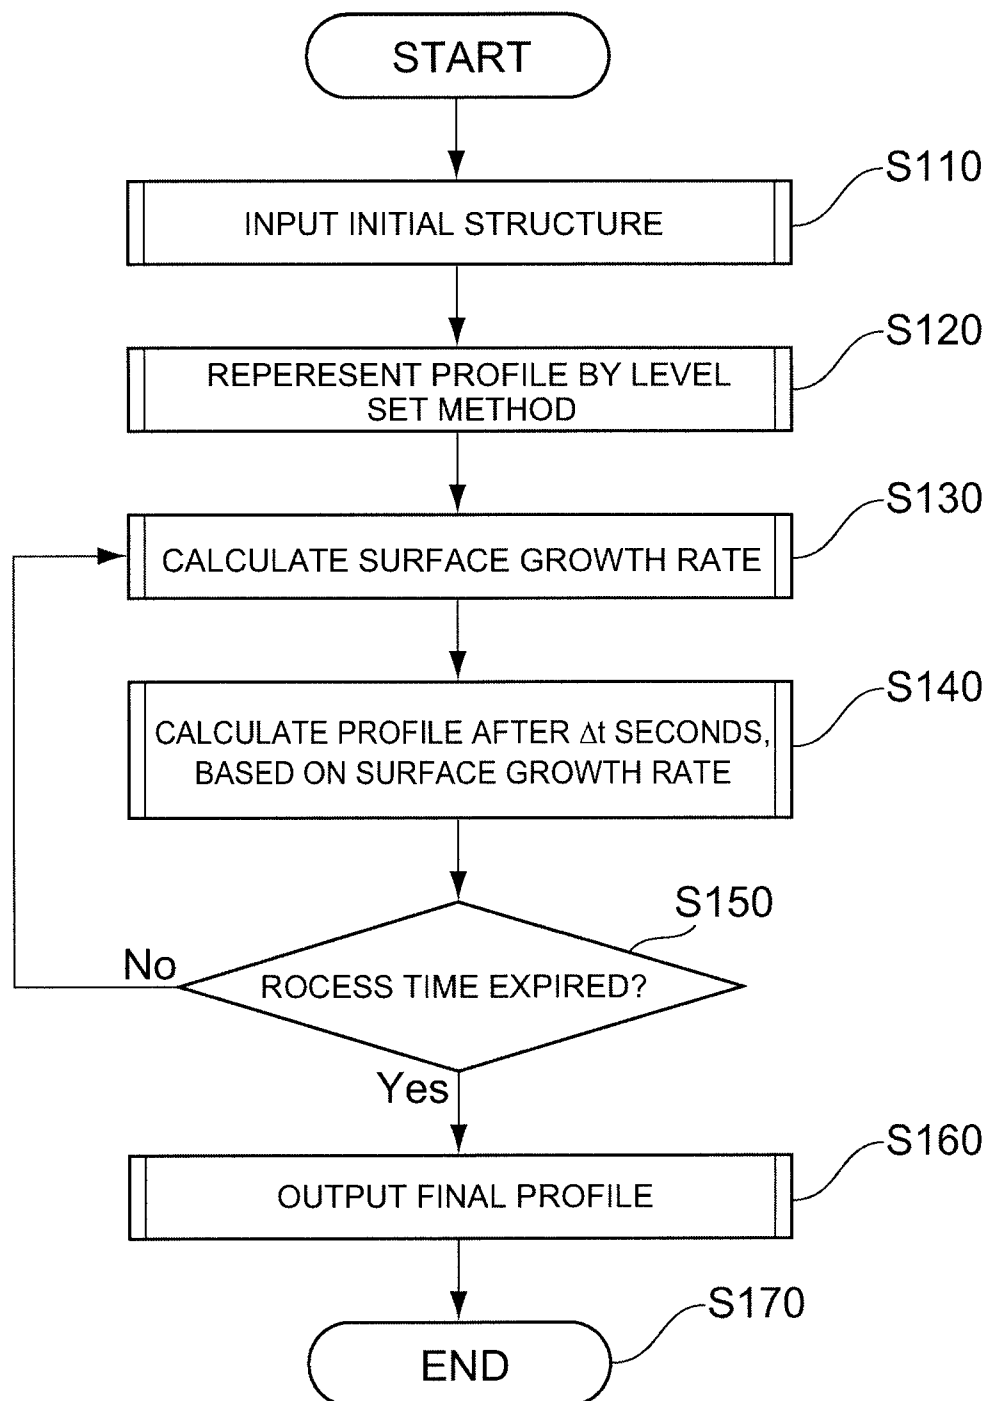 START
S110
INPUT INITIAL STRUCTURE
S120
REPERESENT PROFILE BY LEVEL
SET METHOD
S130
CALCULATE SURFACE GROWTH RATE
S140
CALCULATE PROFILE AFTER Δt SECONDS,
BASED ON SURFACE GROWTH RATE
S150
No
ROCESS TIME EXPIRED?
Yes
S160
OUTPUT FINAL PROFILE
S170
END